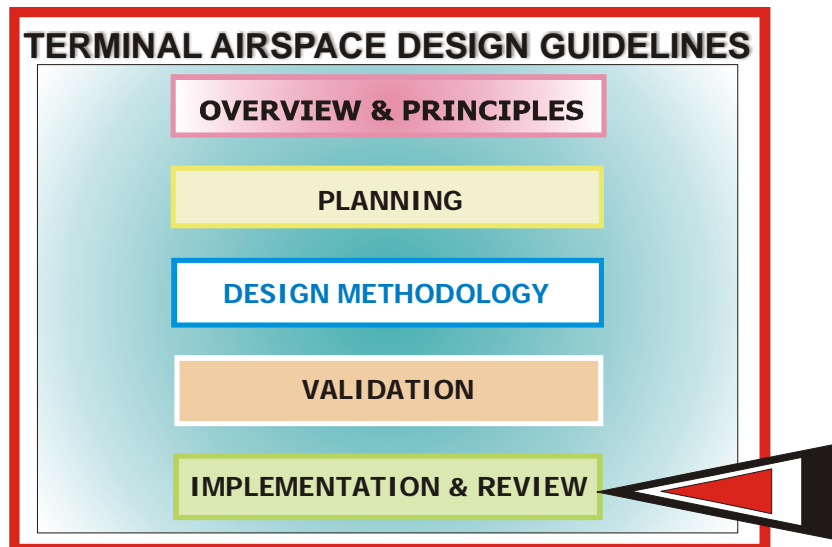 TERMINAL AIRSPACE DESIGN GUIDELINES
OVERVIEW & PRINCIPLES
PLANNING
DESIGN METHODOLOGY
VALIDATION
IMPLEMENTATION & REVIEW